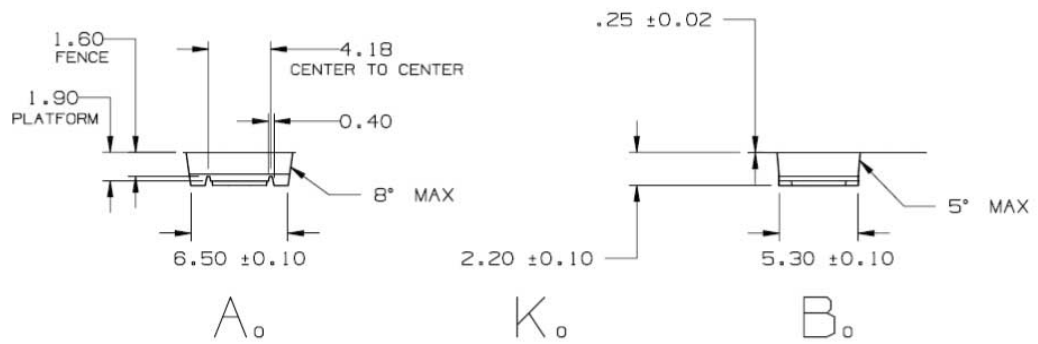 .25 ±0.02
1.60
FENCE
4.18
CENTER TO CENTER
1.90
PLATFORM
0.40
8° MAX
5° MAX
6.50 ±0.10
2.20 ±0.10
5.30 ±0.10
A₀
K₀
B₀